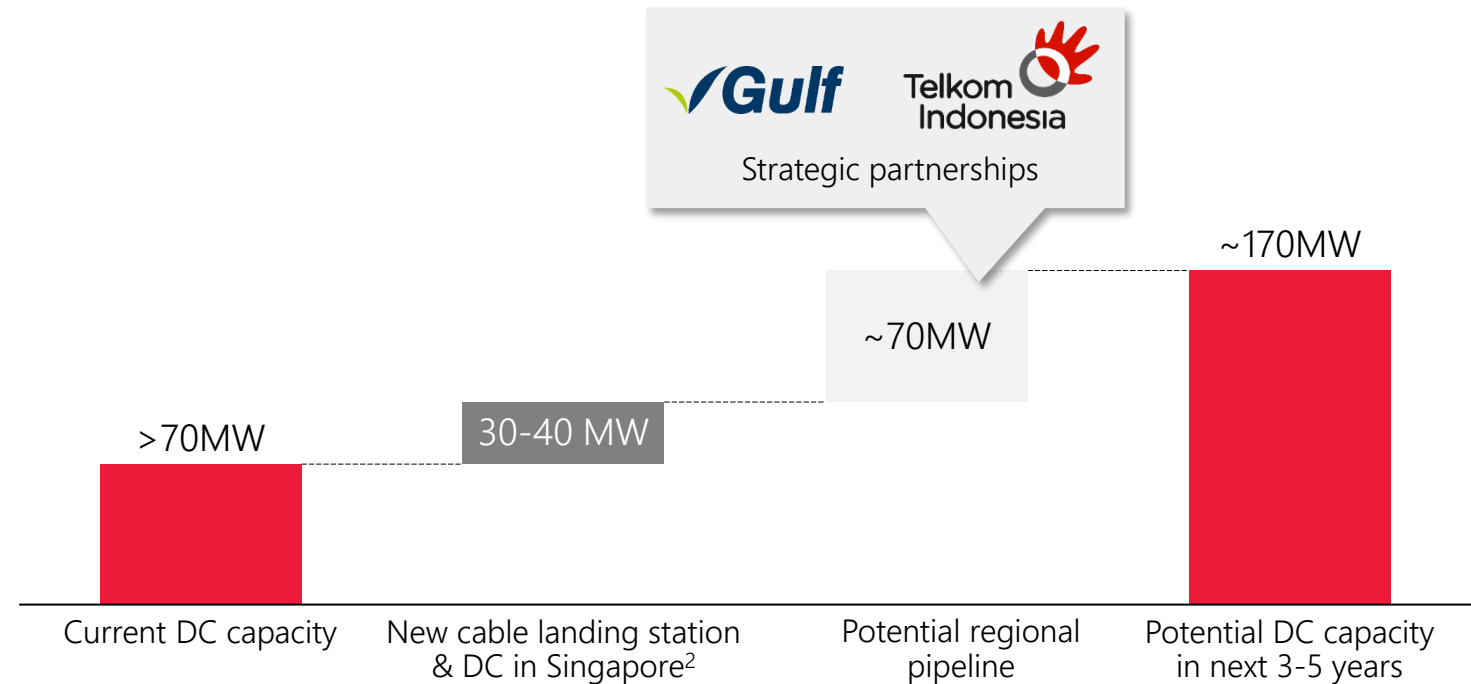 Gulf
Telkom
Indonesia
Strategic partnerships
~170MW
~70MW
>70MW
30-40 MW
Current DC capacity
New cable landing station
& DC in Singapore²
Potential regional
pipeline
Potential DC capacity
in next 3-5 years